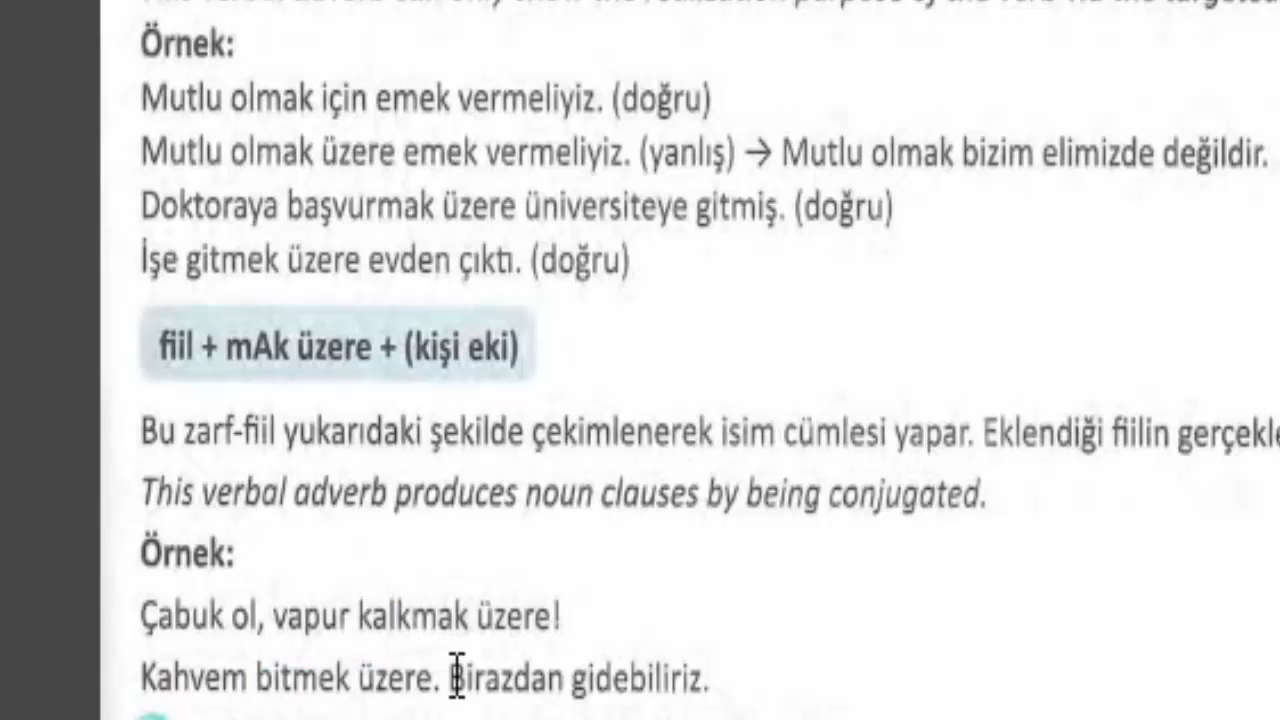 Örnek:
Mutlu olmak için emek vermeliyiz. (doğru)
Mutlu olmak üzere emek vermeliyiz. (yanlış) → Mutlu olmak bizim elimizde değildir.
Doktoraya başvurmak üzere üniversiteye gitmiş. (doğru)
İşe gitmek üzere evden çıktı. (doğru)
fiil + mAk üzere + (kişi eki)
Bu zarf-fiil yukarıdaki şekilde çekimlenerek isim cümlesi yapar. Eklendiği fiilin
This verbal adverb produces noun clauses by being conjugated.
Örnek:
Çabuk ol, vapur kalkmak üzere!
Kahvem bitmek üzere. Birazdan gidebiliriz.